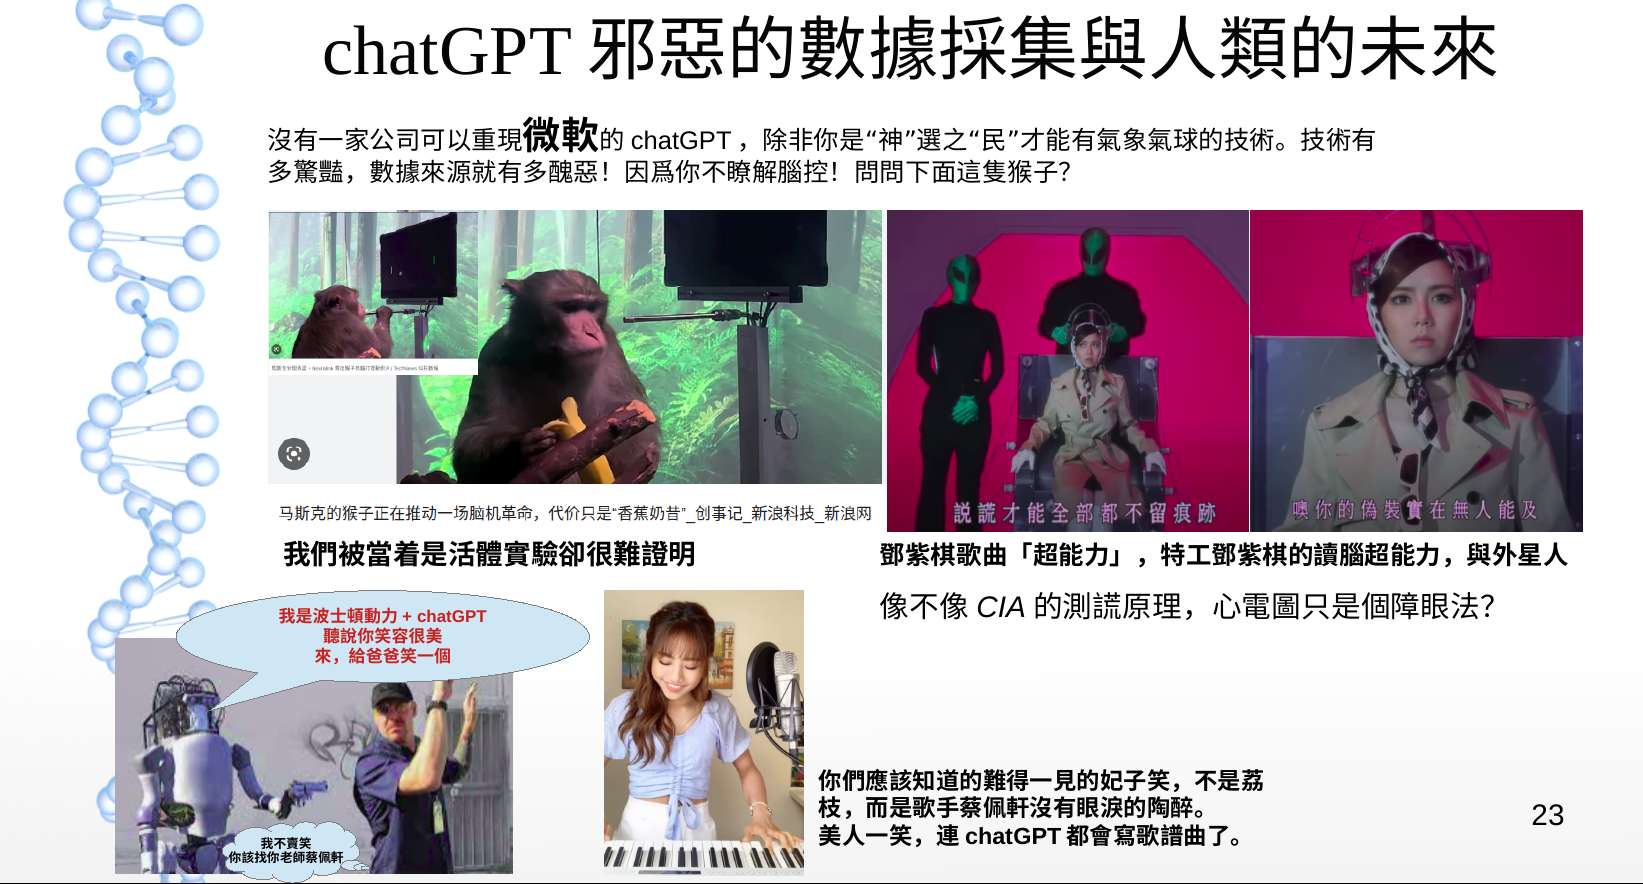 chatGPT 邪惡的數據採集與人類的未來
沒有一家公司可以重現微軟的 chatGPT ，除非你是“神”選之“民”才能有氣象氣球的技術。技術有
多驚豔，數據來源就有多醜惡！因爲你不瞭解腦控！問問下面這隻猴子？
说謊才能全部都不留痕跡
噢你的偽裝實在無人能及
马斯克的猴子正在推动一场脑机革命，代价只是“香蕉奶昔”_创事记_新浪科技_新浪网
我們被當着是活體實驗卻很難證明
鄧紫棋歌曲「超能力」，特工鄧紫棋的讀腦超能力，與外星人
像不像 CIA 的測謊原理，心電圖只是個障眼法？
我是波士頓動力 + chatGPT
聽說你笑容很美
來，給爸爸笑一個
我不賣笑
你該找你老師蔡佩軒
你們應該知道的難得一見的妃子笑，不是荔
枝，而是歌手蔡佩軒沒有眼淚的陶醉。
美人一笑，連 chatGPT 都會寫歌譜曲了。
23